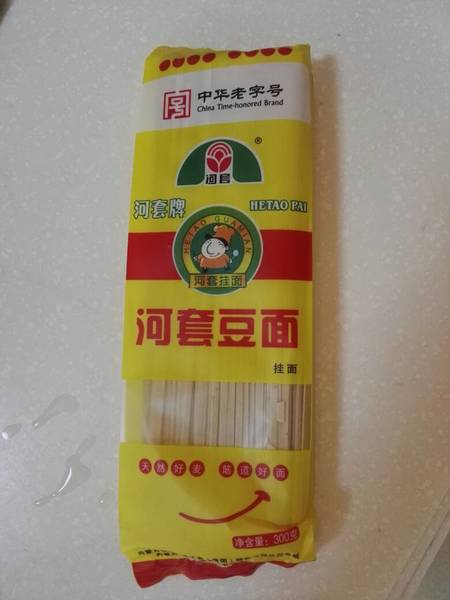 中华老字号
China Time-honored Brand
河套
®
河套牌
HETAO PAI
HETAO GUAMIAN
河套挂面
河套豆面
挂面
天然好麦 筋道好面
净含量：300克